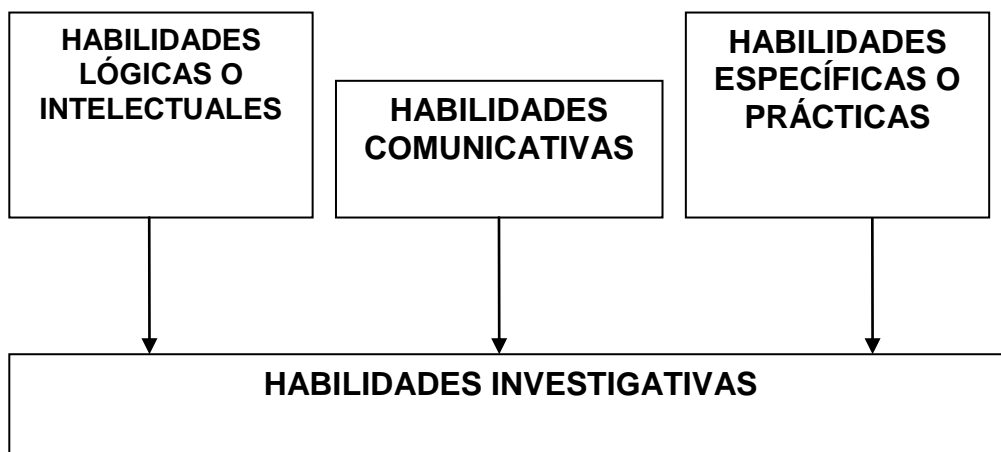 HABILIDADES
LÓGICAS O
INTELECTUALES
HABILIDADES
COMUNICATIVAS
HABILIDADES
ESPECÍFICAS O
PRÁCTICAS
HABILIDADES INVESTIGATIVAS